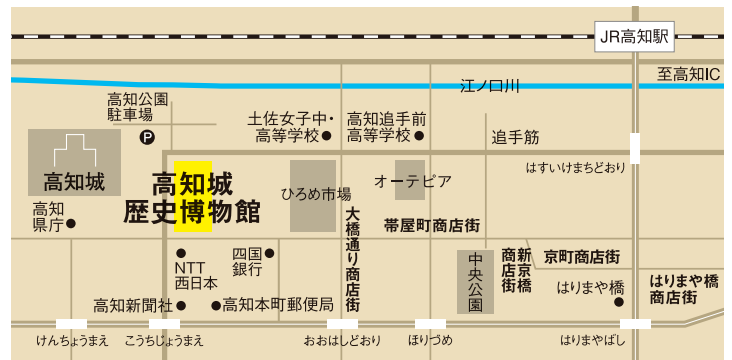 JR高知駅
至高知IC
江ノ口川
高知公園
駐車場
P
土佐女子中・
高等学校
高知追手前
高等学校
追手筋
はすいけまちどおり
高知城
高知城
歴史博物館
ひろめ市場
オーテピア
高知
県庁
大橋通り商店街
帯屋町商店街
NTT
西日本
四国
銀行
中央公園
新京橋
商店街
京町商店街
はりまや橋
はりまや橋
商店街
高知新聞社
高知本町郵便局
けんちょうまえ
こうちじょうまえ
おおはしどおり
ほりづめ
はりまやばし